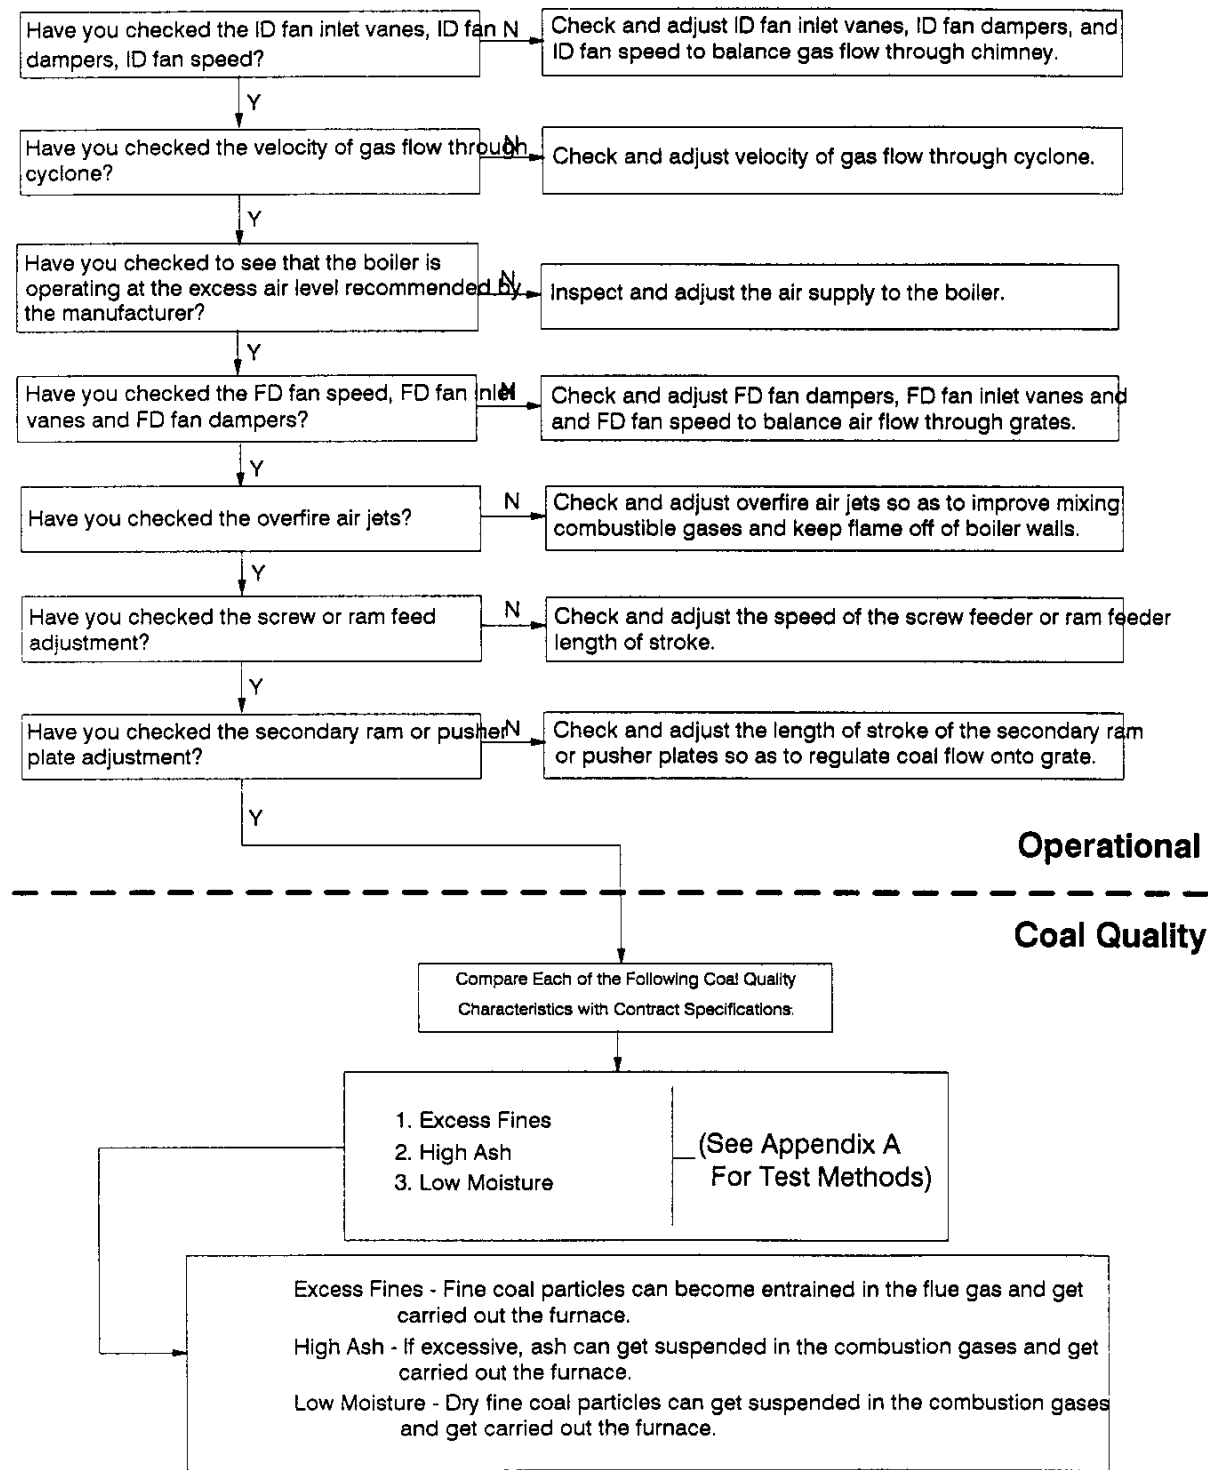 Have you checked the ID fan inlet vanes, ID fan
dampers, ID fan speed?
N
Check and adjust ID fan inlet vanes, ID fan dampers, and
ID fan speed to balance gas flow through chimney.
Y
Have you checked the velocity of gas flow through
cyclone?
N
Check and adjust velocity of gas flow through cyclone.
Y
Have you checked to see that the boiler is
operating at the excess air level recommended by
the manufacturer?
N
Inspect and adjust the air supply to the boiler.
Y
Have you checked the FD fan speed, FD fan inlet
vanes and FD fan dampers?
N
Check and adjust FD fan dampers, FD fan inlet vanes and
and FD fan speed to balance air flow through grates.
Y
Have you checked the overfire air jets?
N
Check and adjust overfire air jets so as to improve mixing
combustible gases and keep flame off of boiler walls.
Y
Have you checked the screw or ram feed
adjustment?
N
Check and adjust the speed of the screw feeder or ram feeder
length of stroke.
Y
Have you checked the secondary ram or pusher
plate adjustment?
N
Check and adjust the length of stroke of the secondary ram
or pusher plates so as to regulate coal flow onto grate.
Y
Operational
Coal Quality
Compare Each of the Following Coal Quality
Characteristics with Contract Specifications:
1. Excess Fines
2. High Ash
3. Low Moisture
(See Appendix A
For Test Methods)
Excess Fines - Fine coal particles can become entrained in the flue gas and get
carried out the furnace.
High Ash - If excessive, ash can get suspended in the combustion gases and get
carried out the furnace.
Low Moisture - Dry fine coal particles can get suspended in the combustion gases
and get carried out the furnace.